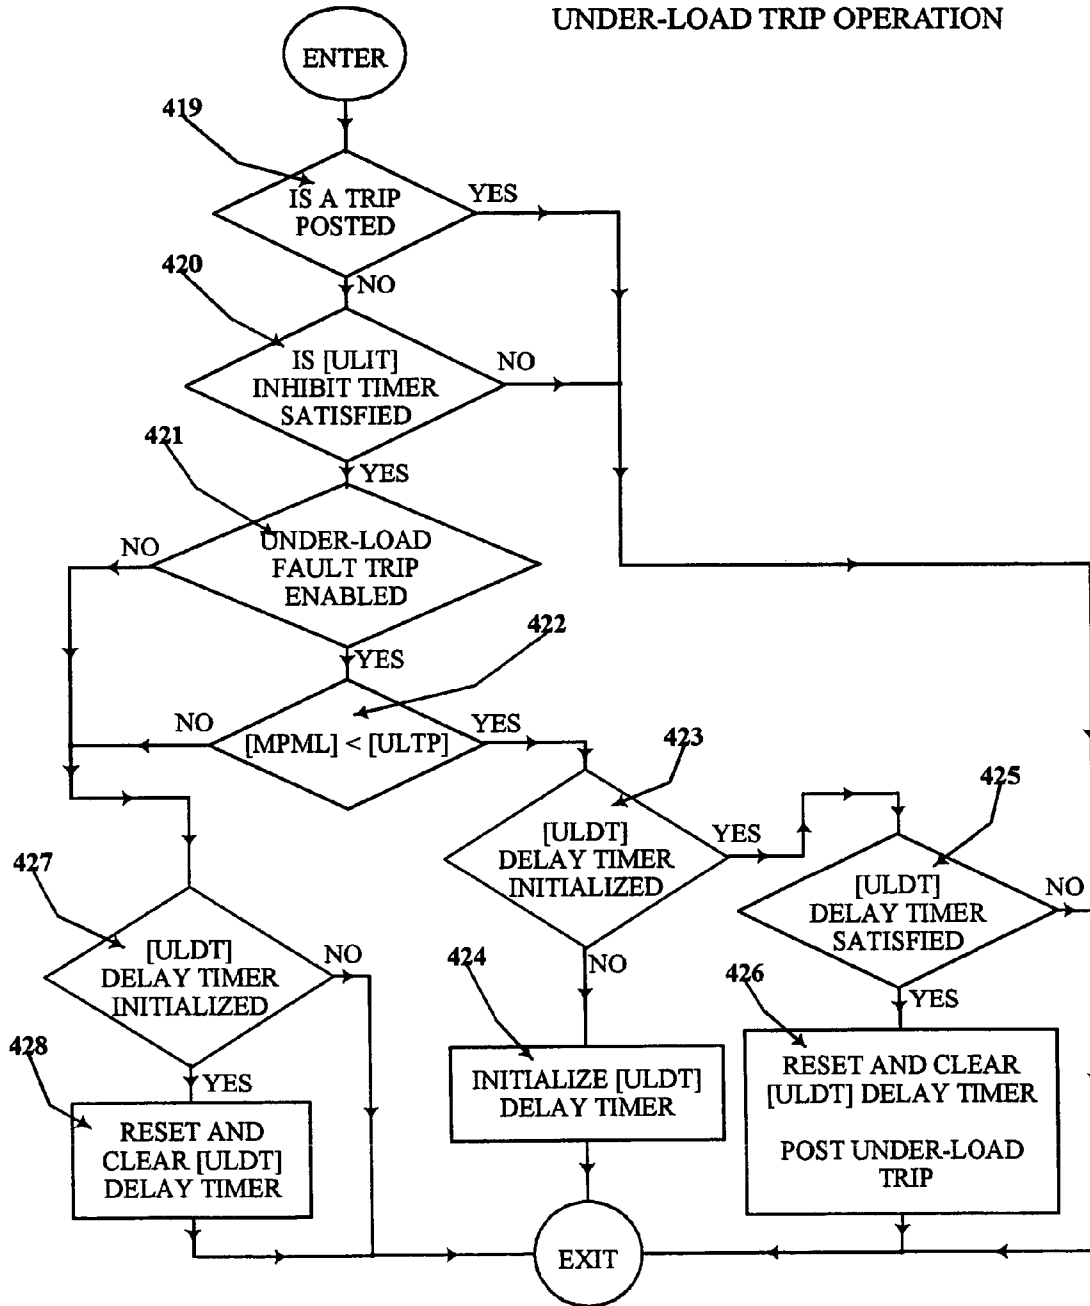 UNDER-LOAD TRIP OPERATION
ENTER
419
IS A TRIP
POSTED
YES
NO
420
IS [ULIT]
INHIBIT TIMER
SATISFIED
NO
YES
421
UNDER-LOAD
FAULT TRIP
ENABLED
NO
YES
422
[MPML] < [ULTP]
NO
YES
423
[ULDT]
DELAY TIMER
INITIALIZED
YES
NO
425
[ULDT]
DELAY TIMER
SATISFIED
NO
YES
427
[ULDT]
DELAY TIMER
INITIALIZED
NO
YES
424
INITIALIZE [ULDT]
DELAY TIMER
426
RESET AND CLEAR
[ULDT] DELAY TIMER
POST UNDER-LOAD
TRIP
428
RESET AND
CLEAR [ULDT]
DELAY TIMER
EXIT